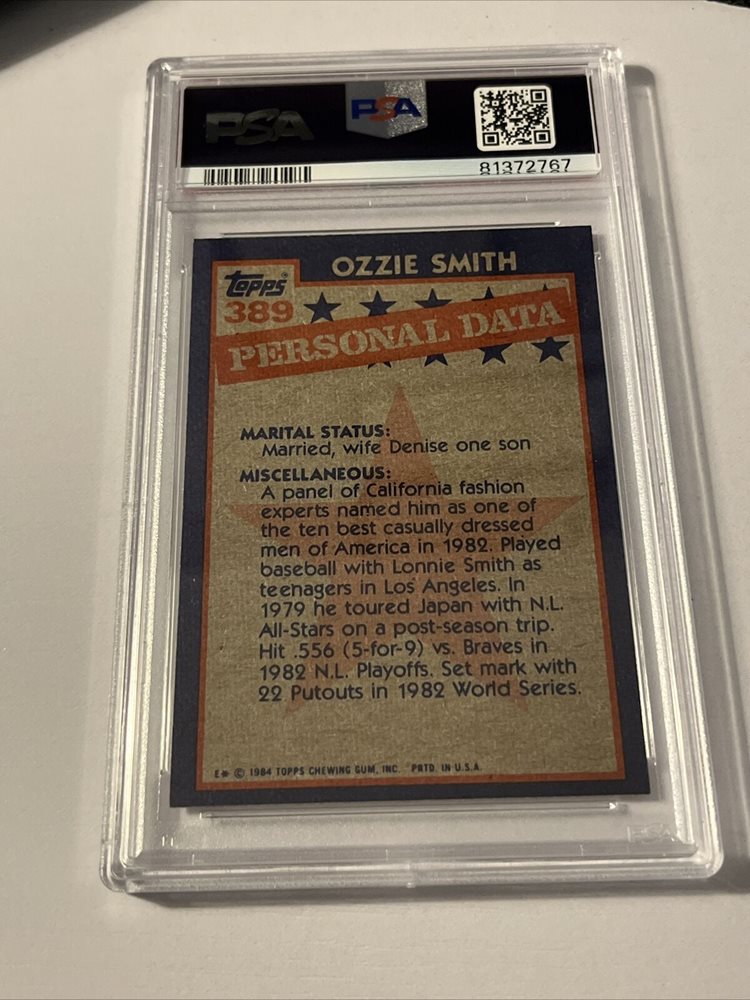 PSA PSA
81372767
OZZIE SMITH
Topps
389
PERSONAL DATA
MARITAL STATUS:
Married, wife Denise one son
MISCELLANEOUS:
A panel of California fashion
experts named him as one of
the ten best casually dressed
men of America in 1982. Played
baseball with Lonnie Smith as
teenagers in Los Angeles. In
1979 he toured Japan with N.L.
All-Stars on a post-season trip.
Hit .556 (5-for-9) vs. Braves in
1982 N.L. Playoffs. Set mark with
22 Putouts in 1982 World Series.
E* © 1984 TOPPS CHEWING GUM, INC. PRTD. IN U.S.A.